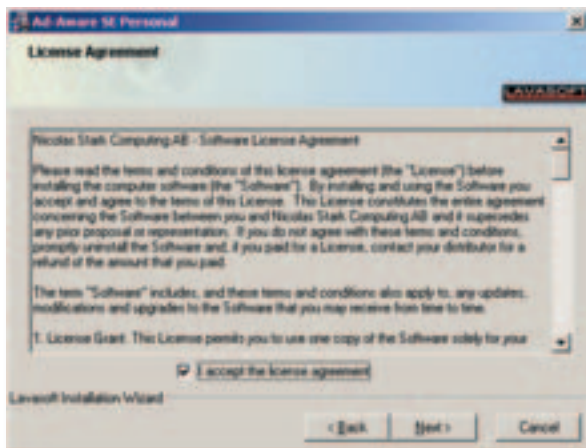 Ad-Aware SE Personal
License Agreement
LAVASOFT
Nicolas Stark Computing AB - Software License Agreement
Please read the terms and conditions of this license agreement (the "License") before
installing the computer software (the "Software"). By installing and using the Software you
accept and agree to the terms of this License. This License constitutes the entire agreement
concerning the Software between you and Nicolas Stark Computing AB and it supercedes
any prior proposal or representation. If you do not agree with these terms and conditions,
promptly uninstall the Software and, if you paid for a License, contact your distributor for a
refund of the amount that you paid.
The term "Software" includes, and these terms and conditions also apply to, any updates,
modifications and upgrades to the Software that you may receive from time to time.
1. License Grant. This License permits you to use one copy of the Software solely for your
I accept the license agreement
Lavasoft Installation Wizard
< Back
Next >
Cancel